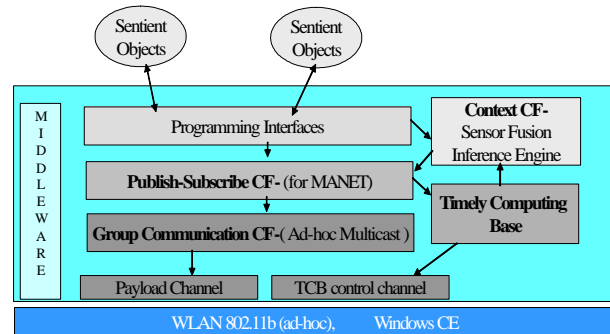 Sentient
Objects
Sentient
Objects
MIDDLEWARE
Programming Interfaces
Context CF-
Sensor Fusion
Inference Engine
Publish-Subscribe CF- (for MANET)
Timely Computing
Base
Group Communication CF-( Ad-hoc Multicast )
Payload Channel
TCB control channel
WLAN 802.11b (ad-hoc), Windows CE